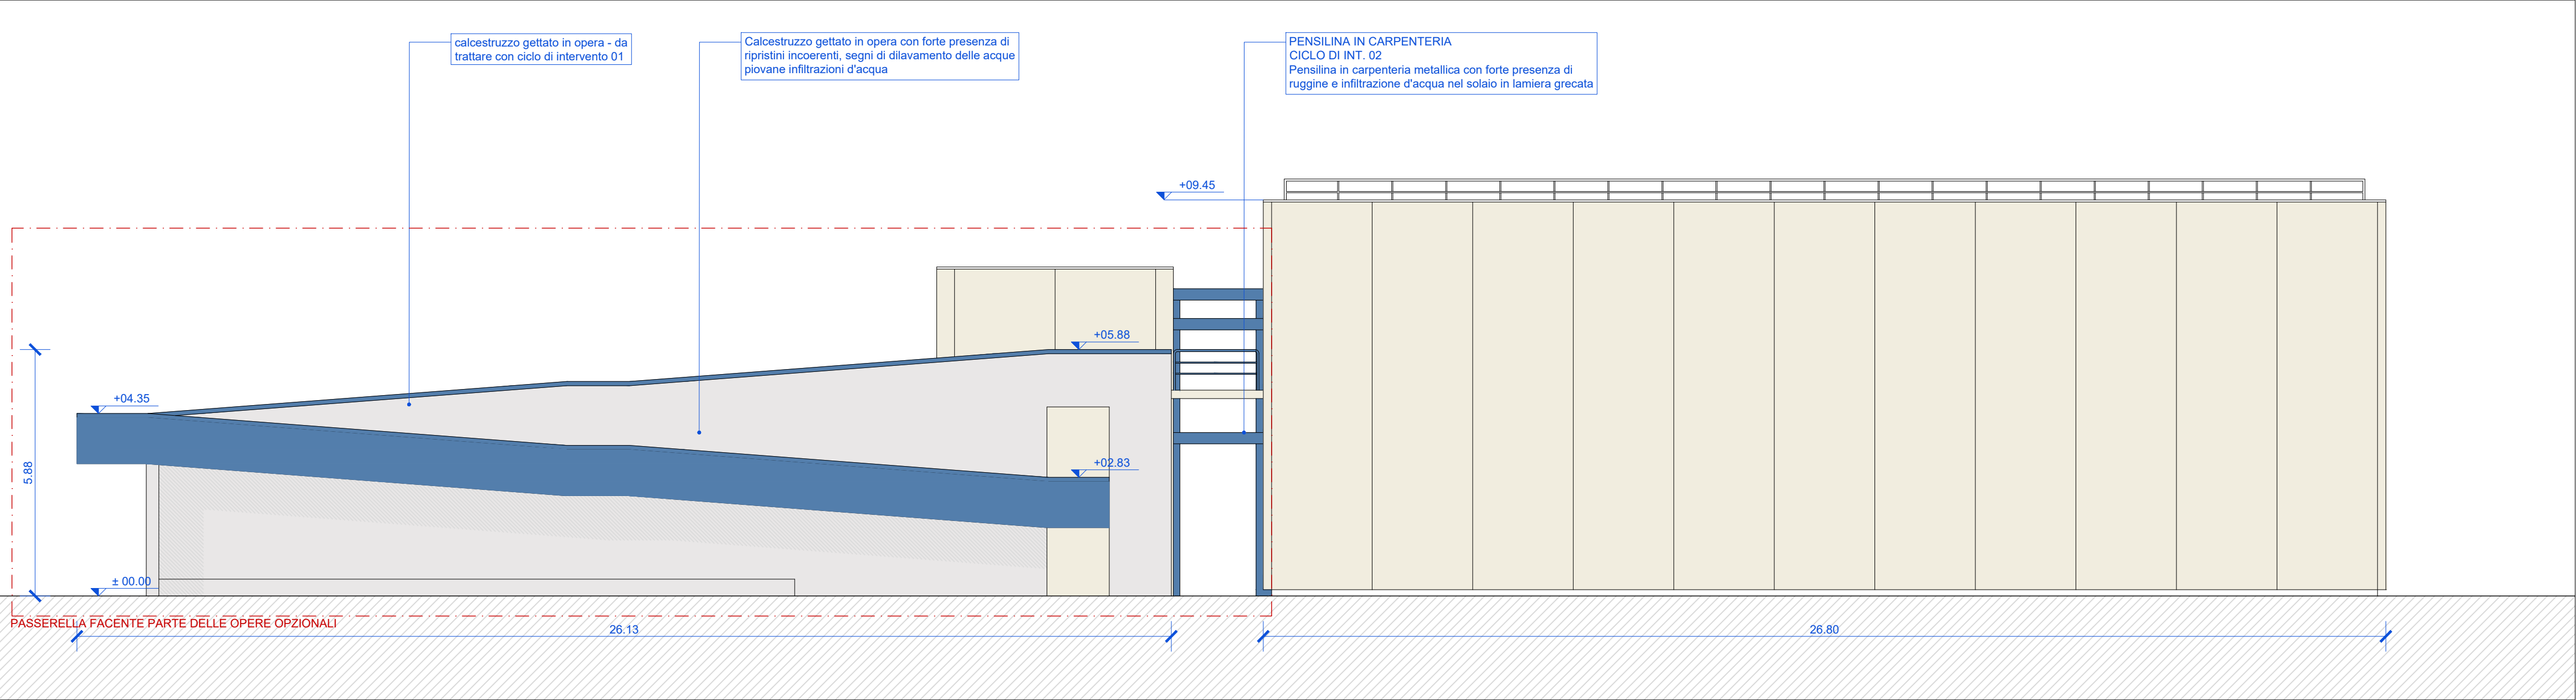 calcestruzzo gettato in opera - da
trattare con ciclo di intervento 01
Calcestruzzo gettato in opera con forte presenza di
ripristini incoerenti, segni di dilavamento delle acque
piovane infiltrazioni d'acqua
PENSILINA IN CARPENTERIA
CICLO DI INT. 02
Pensilina in carpenteria metallica con forte presenza di
ruggine e infiltrazione d'acqua nel solaio in lamiera grecata
+09.45
+05.88
+04.35
+02.83
5.88
± 00.00
PASSERELLA FACENTE PARTE DELLE OPERE OPZIONALI
26.13
26.80